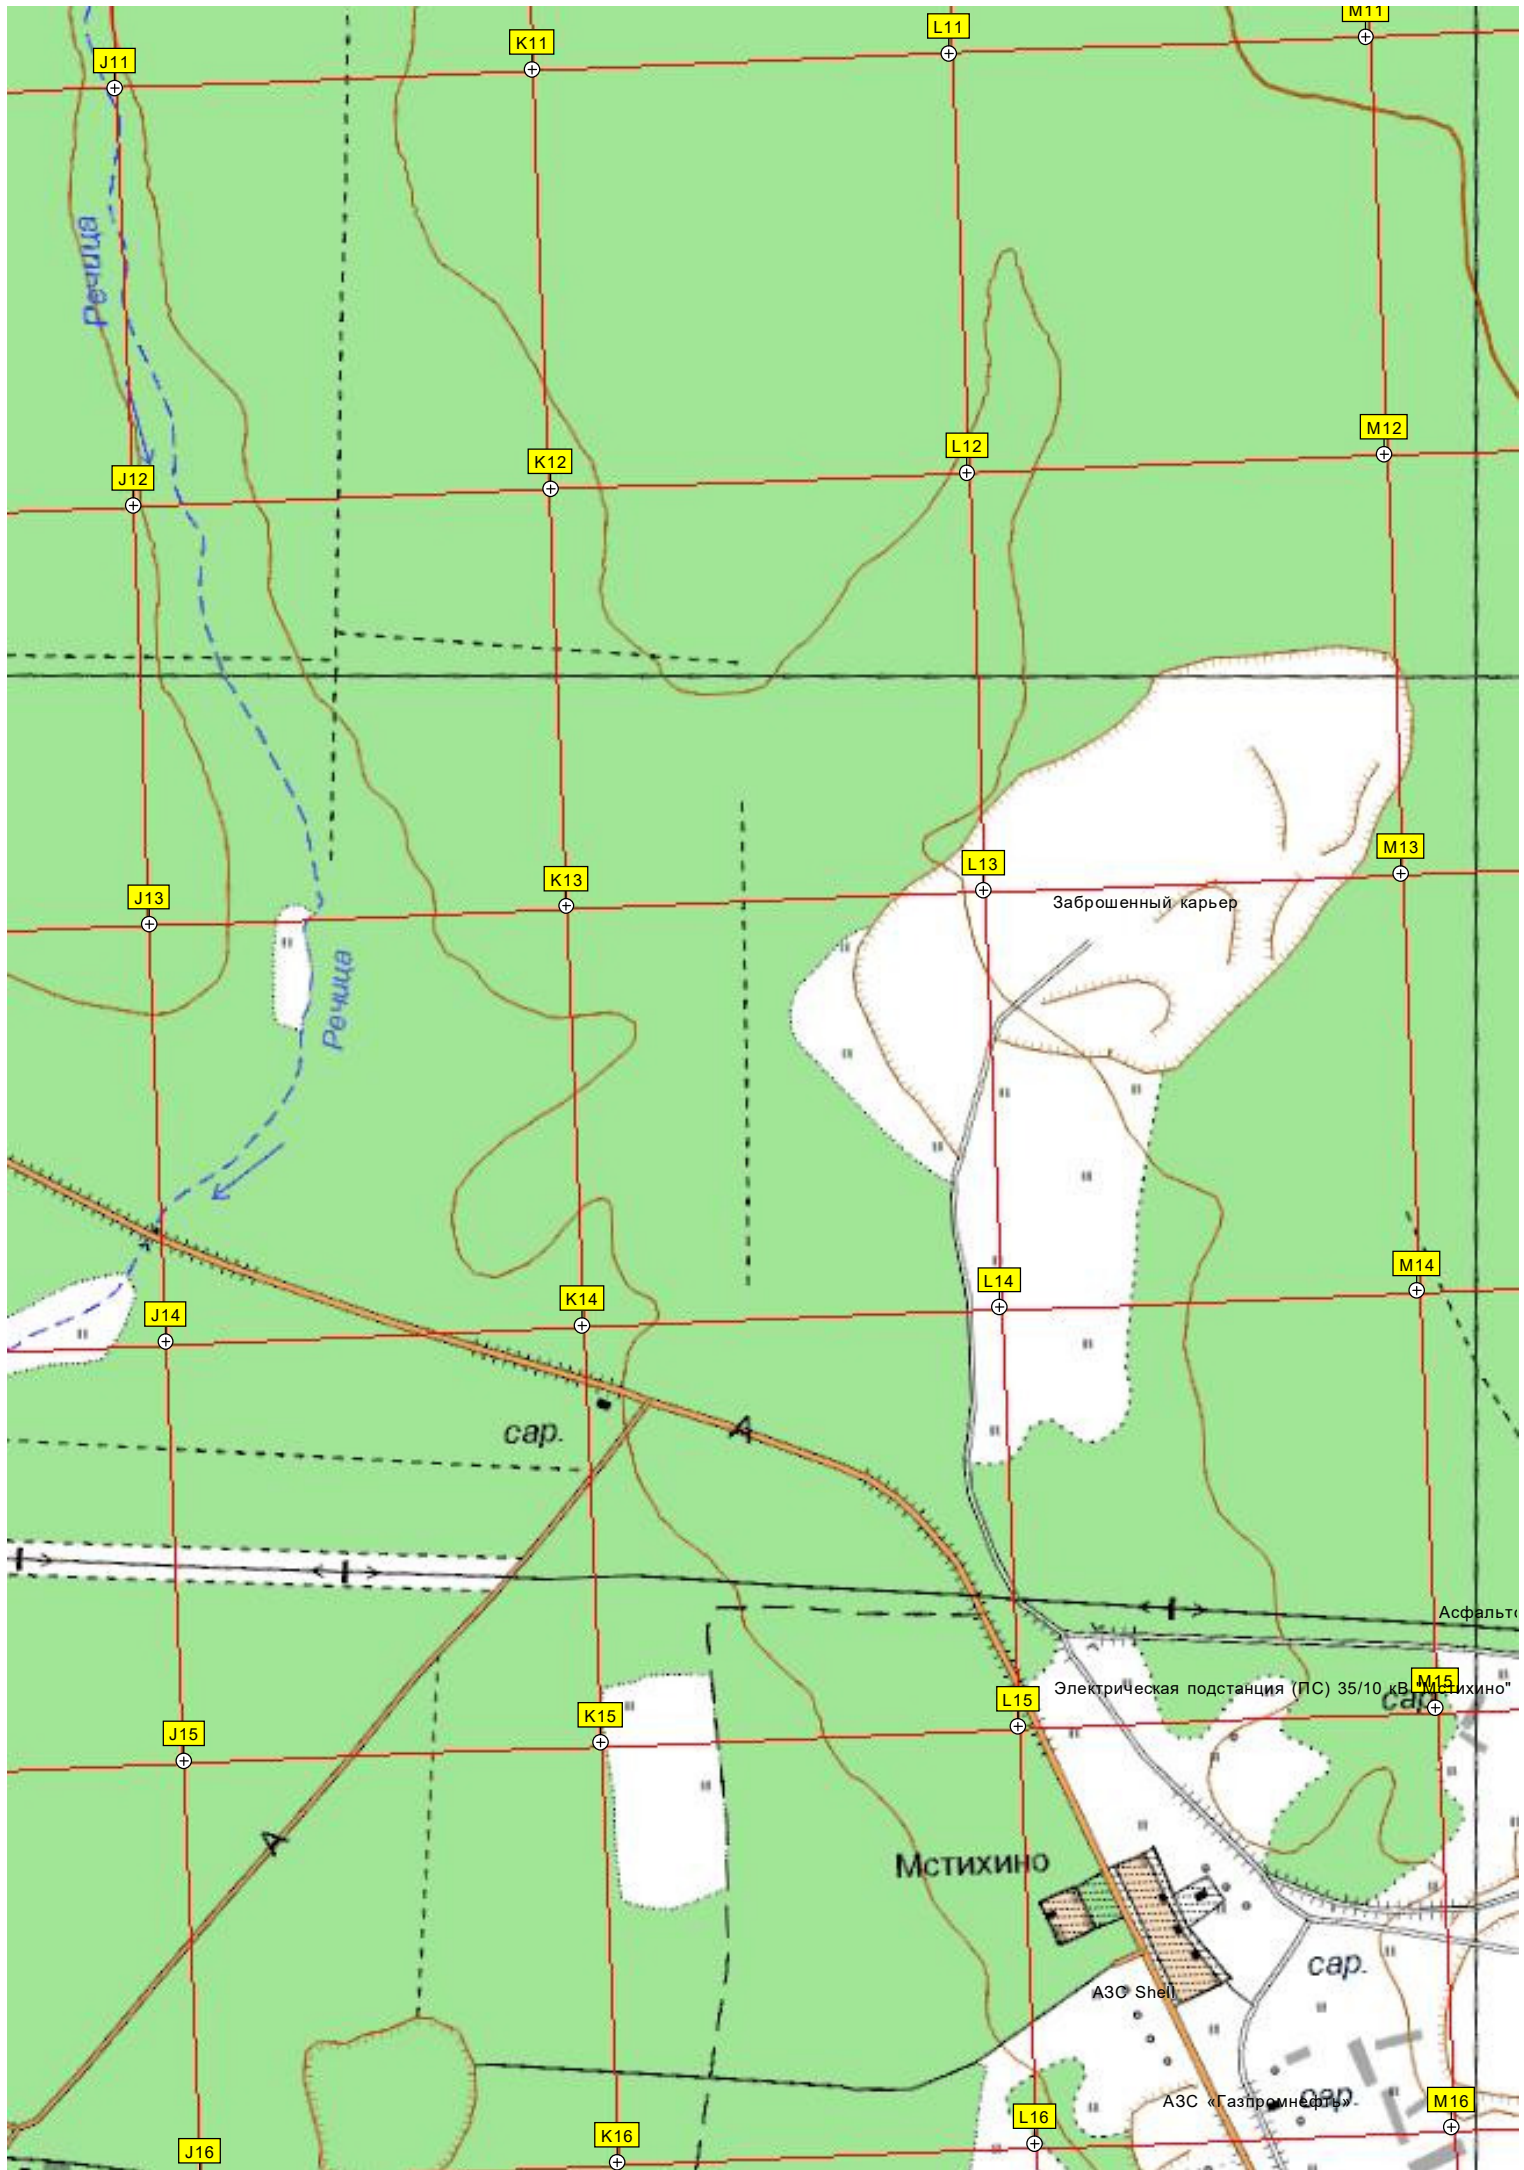 M11
L11
K11
J11
Речица
M12
L12
K12
J12
M13
L13
K13
J13
Заброшенный карьер
Речица
M14
L14
K14
J14
А
сар.
Асфальт
Электрическая подстанция (ПС) 35/10 кВ "Мстихино"
M15
сар.
L15
K15
J15
А
Мстихино
сар.
АЗС Shell
АЗС «Газпромнефть»
сар.
M16
L16
K16
J16